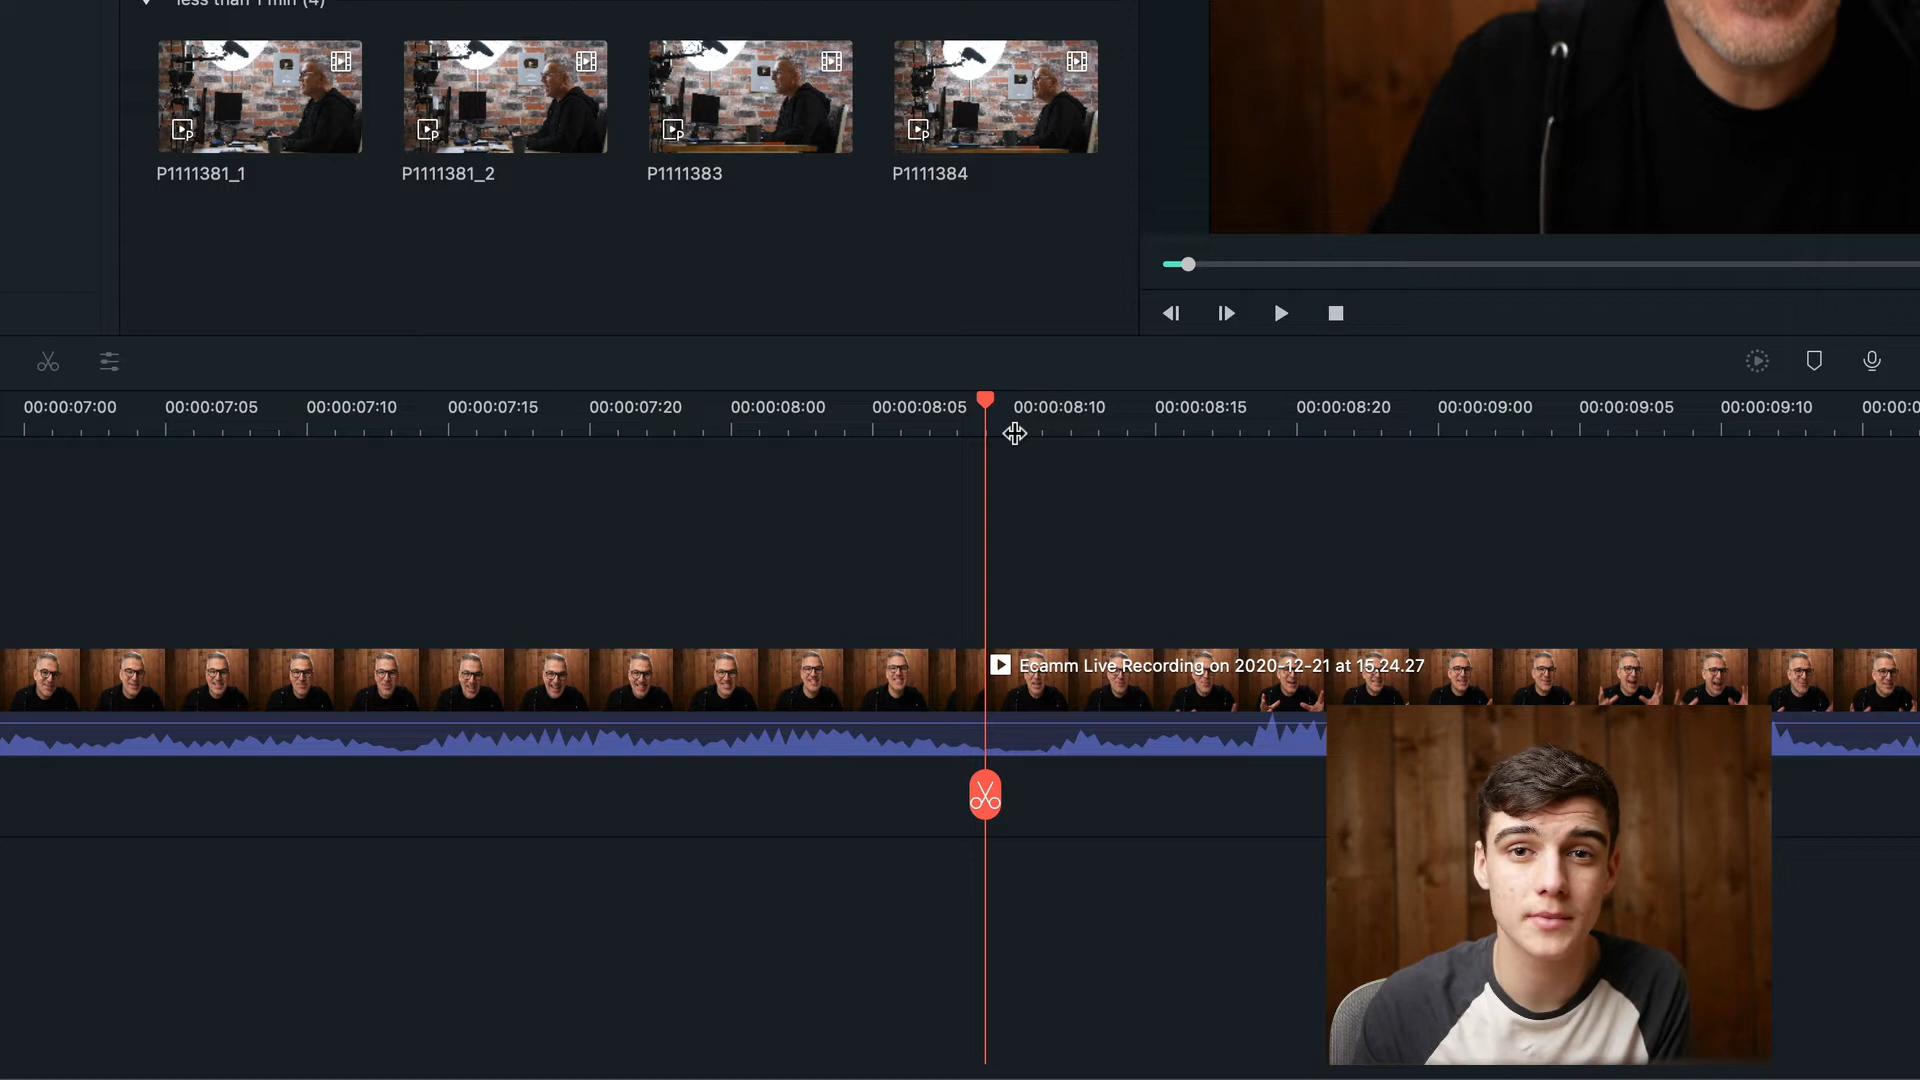 less than 1 min (4)
P1111381_1
P1111381_2
P1111383
P1111384
00:00:07:00 00:00:07:05 00:00:07:10 00:00:07:15 00:00:07:20 00:00:08:00 00:00:08:05 00:00:08:10 00:00:08:15 00:00:08:20 00:00:09:00 00:00:09:05 00:00:09:10 00:00:0
Ecamm Live Recording on 2020-12-21 at 15.24.27